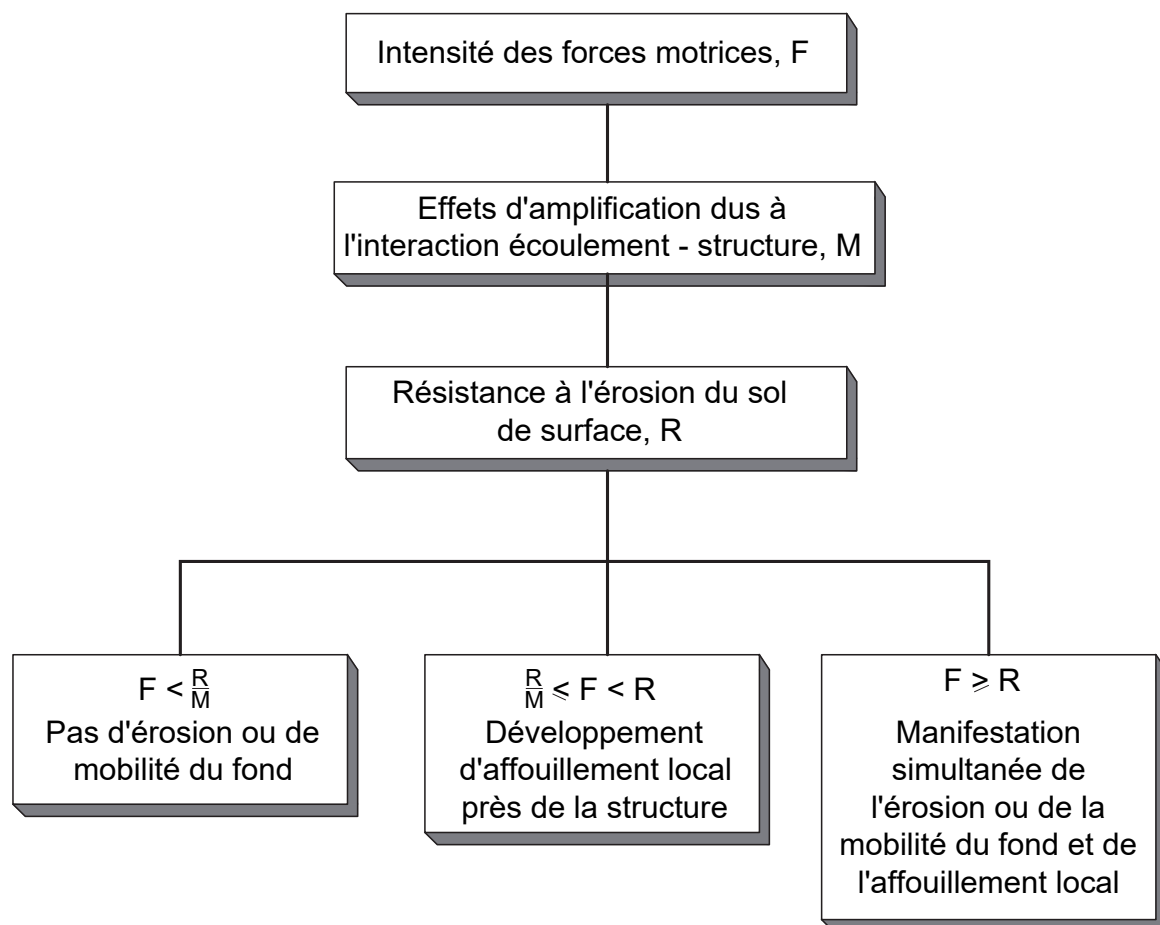 Intensité des forces motrices, F
Effets d'amplification dus à
l'interaction écoulement - structure, M
Résistance à l'érosion du sol
de surface, R
F < R/M
Pas d'érosion ou de
mobilité du fond
R/M ⩽ F < R
Développement
d'affouillement local
près de la structure
F ⩾ R
Manifestation
simultanée de
l'érosion ou de la
mobilité du fond et de
l'affouillement local